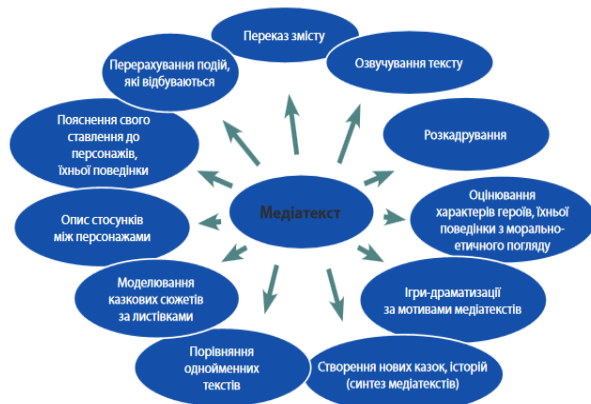 Переказ змісту
Озвучування тексту
Перерахування подій,
які відбуваються
Розкадрування
Пояснення свого
ставлення до
персонажів,
їхньої поведінки
Медіатекст
Оцінювання
характерів героїв, їхньої
поведінки з морально-
етичного погляду
Опис стосунків
між персонажами
Моделювання
казкових сюжетів
за листівками
Ігри-драматизації
за мотивами медіатекстів
Порівняння
однойменних
текстів
Створення нових казок, історій
(синтез медіатекстів)